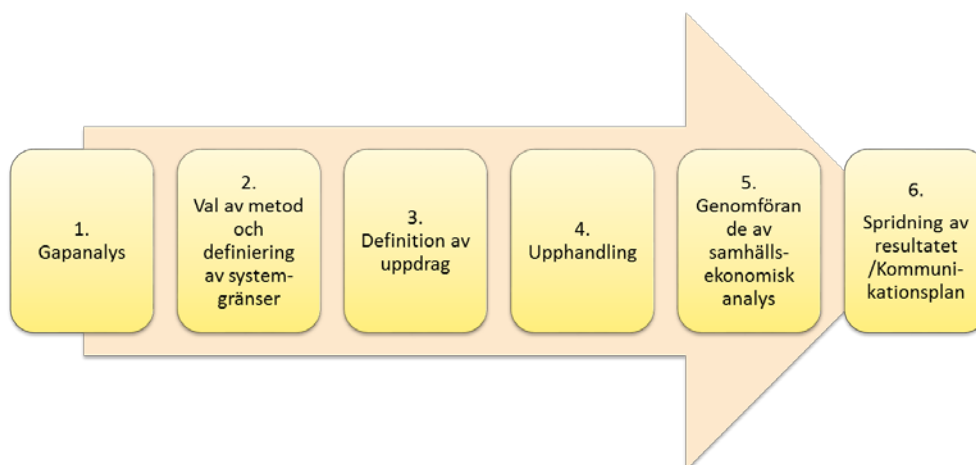 1.
Gapanalys
2.
Val av metod
och
definiering
av system-
gränser
3.
Definition av
uppdrag
4.
Upphandling
5.
Genomföran
de av
samhälls-
ekonomisk
analys
6.
Spridning av
resultatet
/Kommuni-
kationsplan